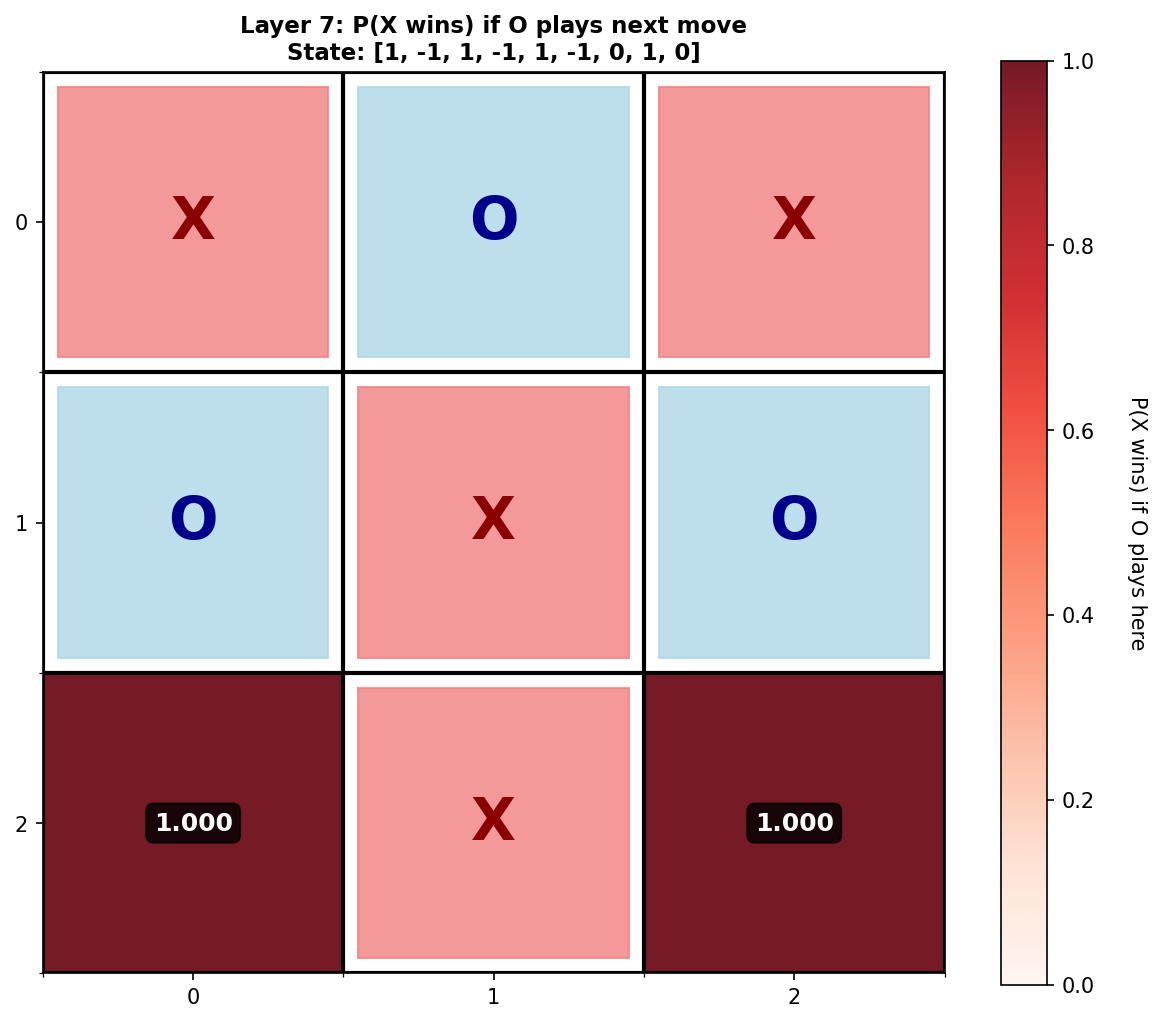 Layer 7: P(X wins) if O plays next move
State: [1, -1, 1, -1, 1, -1, 0, 1, 0]
0
X
O
X
1
O
X
O
2
1.000
X
1.000
0
1
2
1.0
0.8
0.6
0.4
0.2
0.0
P(X wins) if O plays here